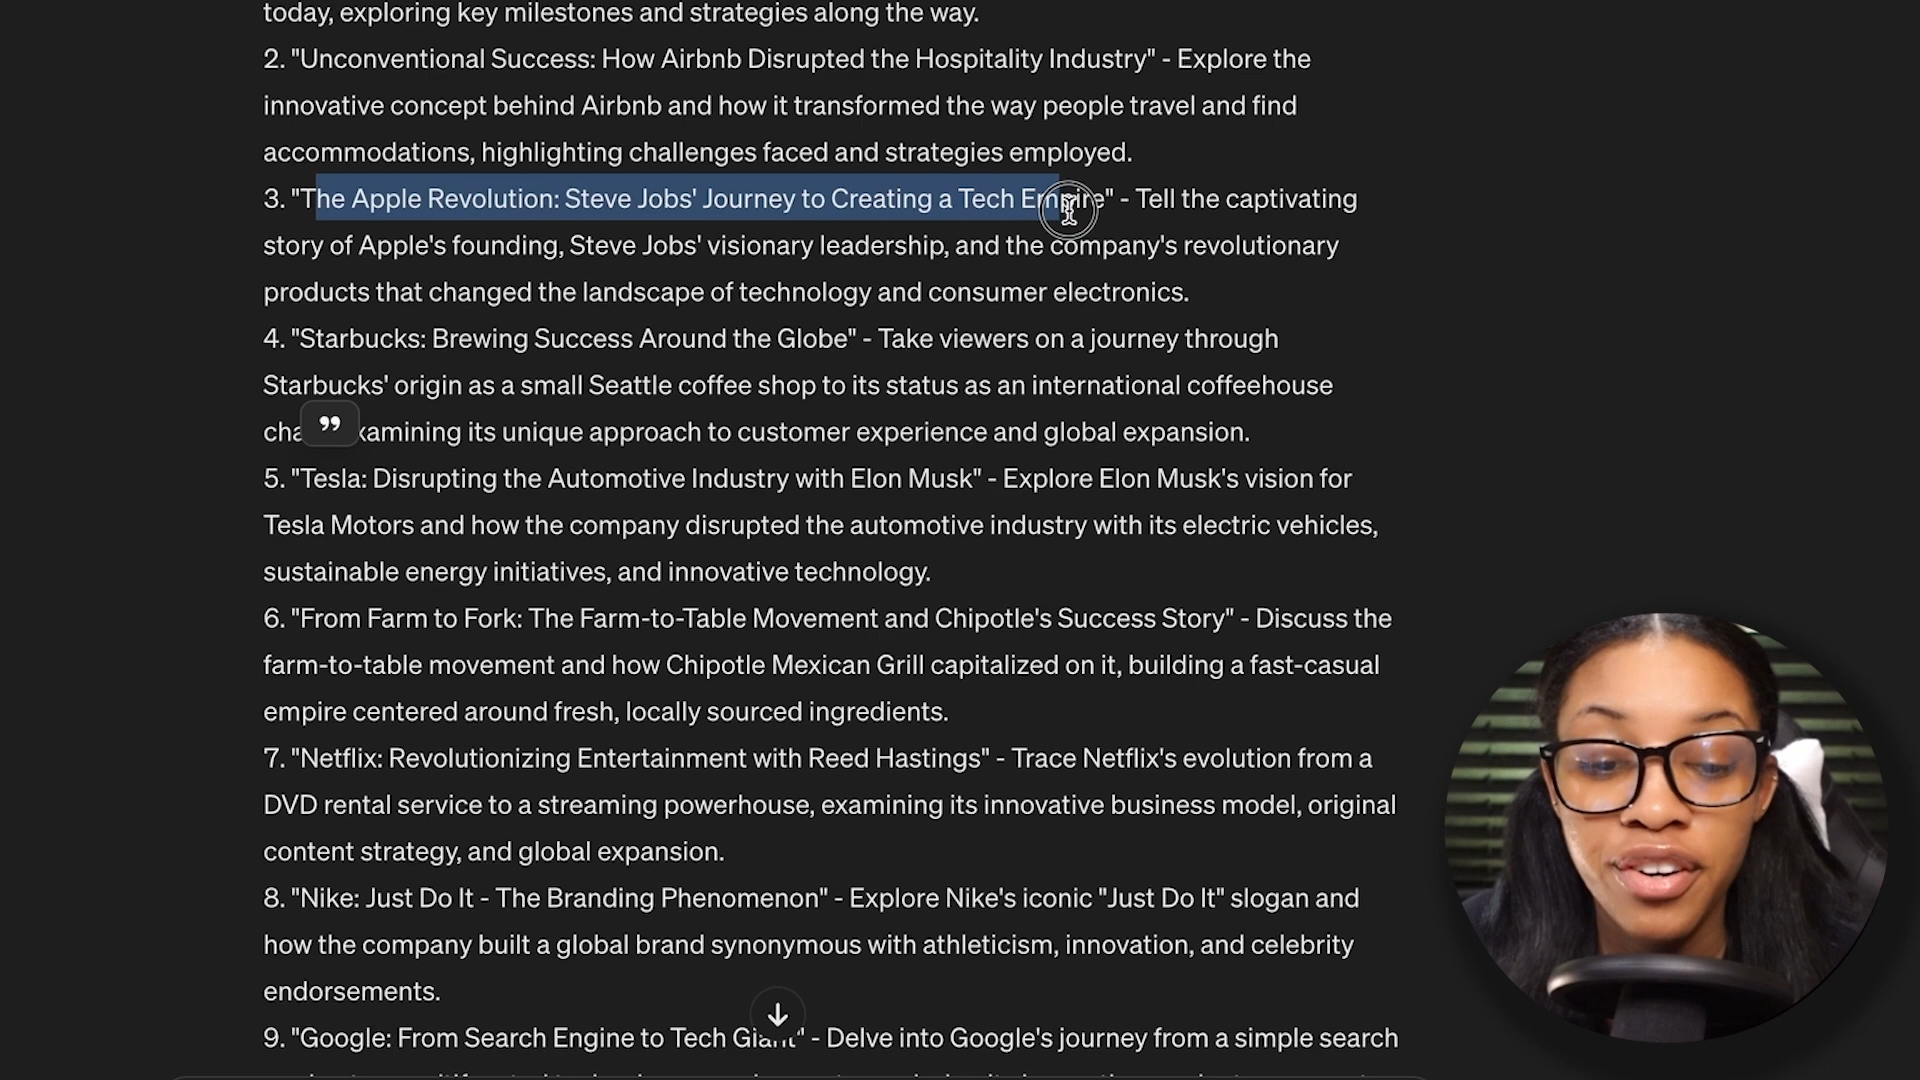 today, exploring key milestones and strategies along the way.
2. "Unconventional Success: How Airbnb Disrupted the Hospitality Industry" - Explore the
innovative concept behind Airbnb and how it transformed the way people travel and find
accommodations, highlighting challenges faced and strategies employed.
3. "The Apple Revolution: Steve Jobs' Journey to Creating a Tech Empire" - Tell the captivating
story of Apple's founding, Steve Jobs' visionary leadership, and the company's revolutionary
products that changed the landscape of technology and consumer electronics.
4. "Starbucks: Brewing Success Around the Globe" - Take viewers on a journey through
Starbucks' origin as a small Seattle coffee shop to its status as an international coffeehouse
cha xamining its unique approach to customer experience and global expansion.
5. "Tesla: Disrupting the Automotive Industry with Elon Musk" - Explore Elon Musk's vision for
Tesla Motors and how the company disrupted the automotive industry with its electric vehicles,
sustainable energy initiatives, and innovative technology.
6. "From Farm to Fork: The Farm-to-Table Movement and Chipotle's Success Story" - Discuss the
farm-to-table movement and how Chipotle Mexican Grill capitalized on it, building a fast-casual
empire centered around fresh, locally sourced ingredients.
7. "Netflix: Revolutionizing Entertainment with Reed Hastings" - Trace Netflix's evolution from a
DVD rental service to a streaming powerhouse, examining its innovative business model, original
content strategy, and global expansion.
8. "Nike: Just Do It - The Branding Phenomenon" - Explore Nike's iconic "Just Do It" slogan and
how the company built a global brand synonymous with athleticism, innovation, and celebrity
endorsements.
9. "Google: From Search Engine to Tech Giant" - Delve into Google's journey from a simple search